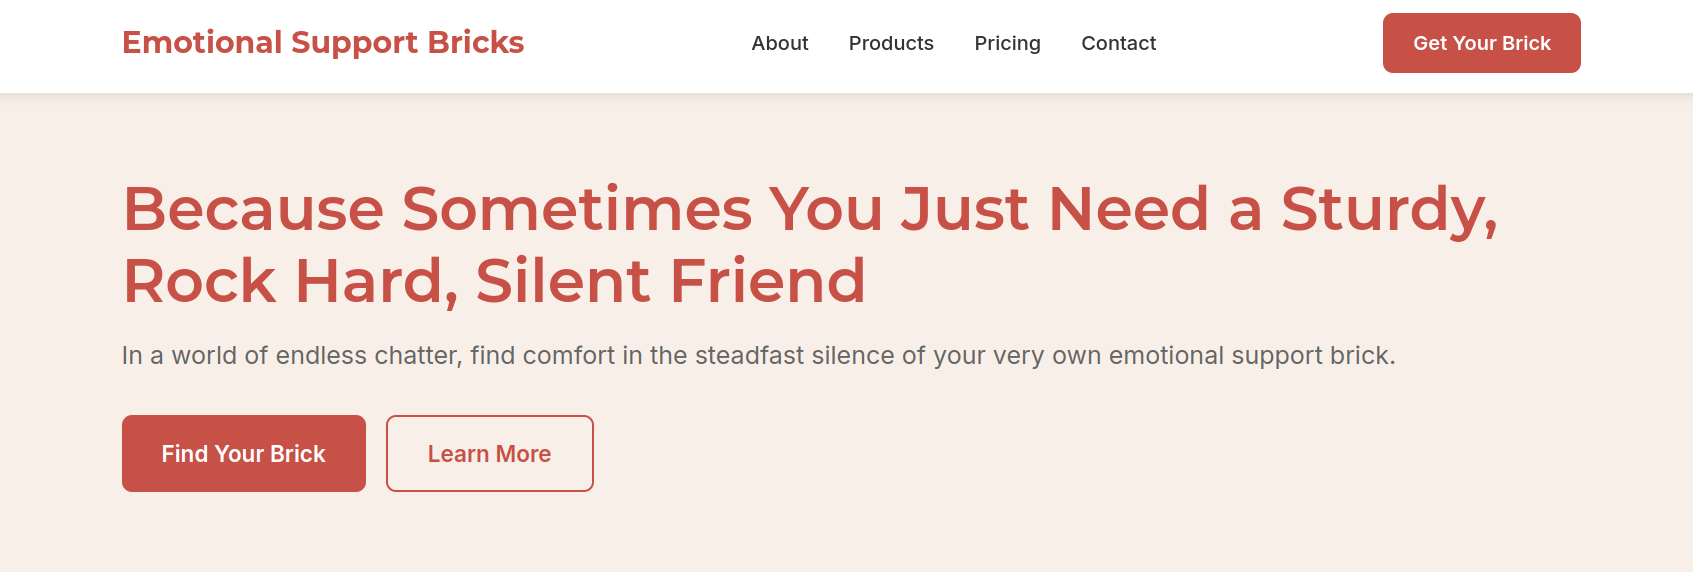 Emotional Support Bricks
About
Products
Pricing
Contact
Get Your Brick
Because Sometimes You Just Need a Sturdy,
Rock Hard, Silent Friend
In a world of endless chatter, find comfort in the steadfast silence of your very own emotional support brick.
Find Your Brick
Learn More